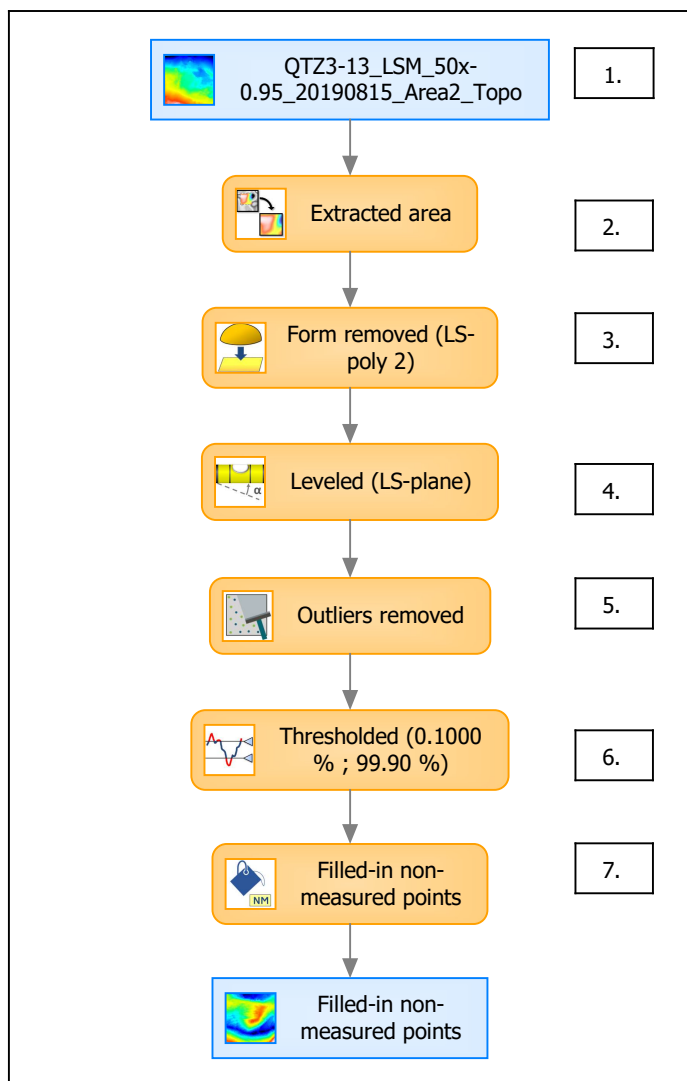 QTZ3-13_LSM_50x-
0.95_20190815_Area2_Topo
1.
Extracted area
2.
Form removed (LS-
poly 2)
3.
α
Leveled (LS-plane)
4.
Outliers removed
5.
Thresholded (0.1000
% ; 99.90 %)
6.
NM
Filled-in non-
measured points
7.
Filled-in non-
measured points